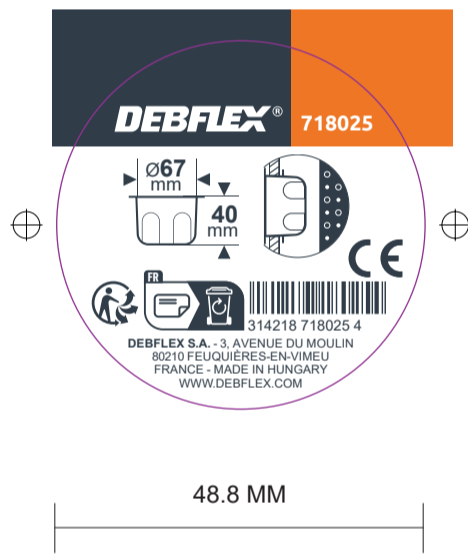 DEBFLEX® 718025
Ø67
mm
40
mm
CE
FR
314218 718025 4
DEBFLEX S.A. - 3, AVENUE DU MOULIN
80210 FEUQUIÈRES-EN-VIMEU
FRANCE - MADE IN HUNGARY
WWW.DEBFLEX.COM
48.8 MM